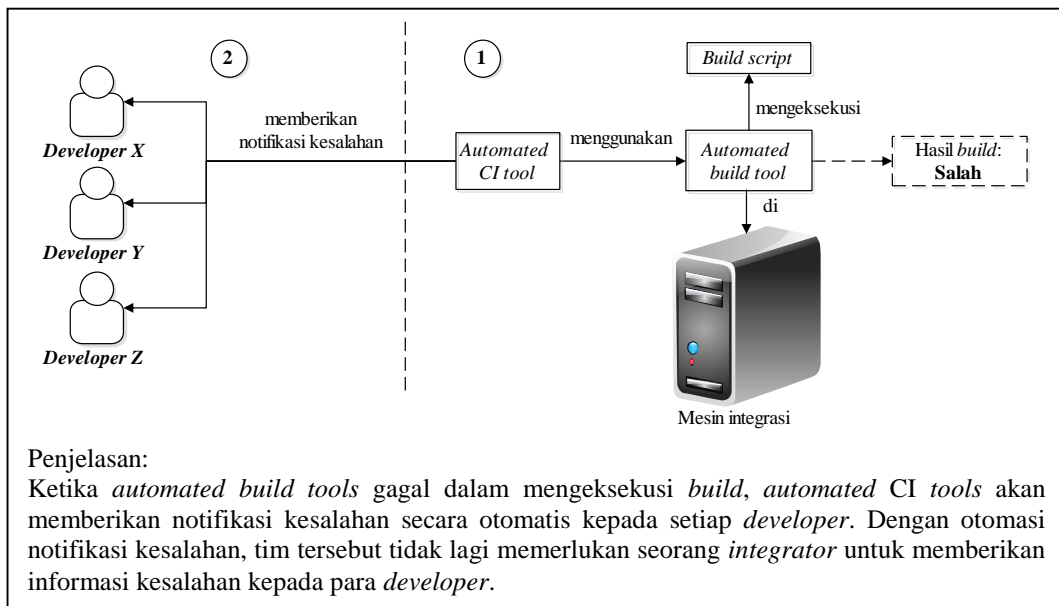 2
1
Build script
mengeksekusi
memberikan
notifikasi kesalahan
Developer X
Automated
CI tool
menggunakan
Automated
build tool
Hasil build:
Salah
di
Developer Y
Developer Z
Mesin integrasi
Penjelasan:
Ketika automated build tools gagal dalam mengeksekusi build, automated CI tools akan
memberikan notifikasi kesalahan secara otomatis kepada setiap developer. Dengan otomasi
notifikasi kesalahan, tim tersebut tidak lagi memerlukan seorang integrator untuk memberikan
informasi kesalahan kepada para developer.